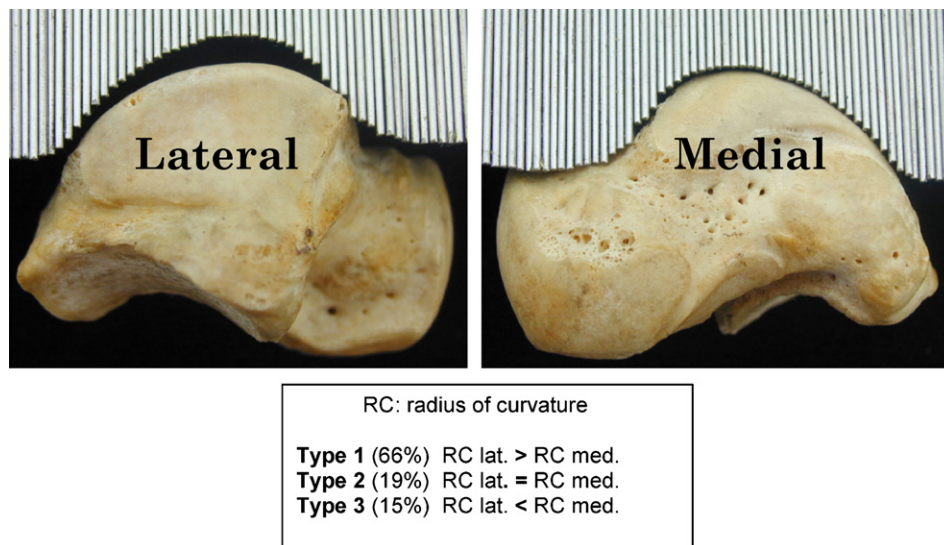 Lateral
Medial
RC: radius of curvature
Type 1 (66%) RC lat. > RC med.
Type 2 (19%) RC lat. = RC med.
Type 3 (15%) RC lat. < RC med.